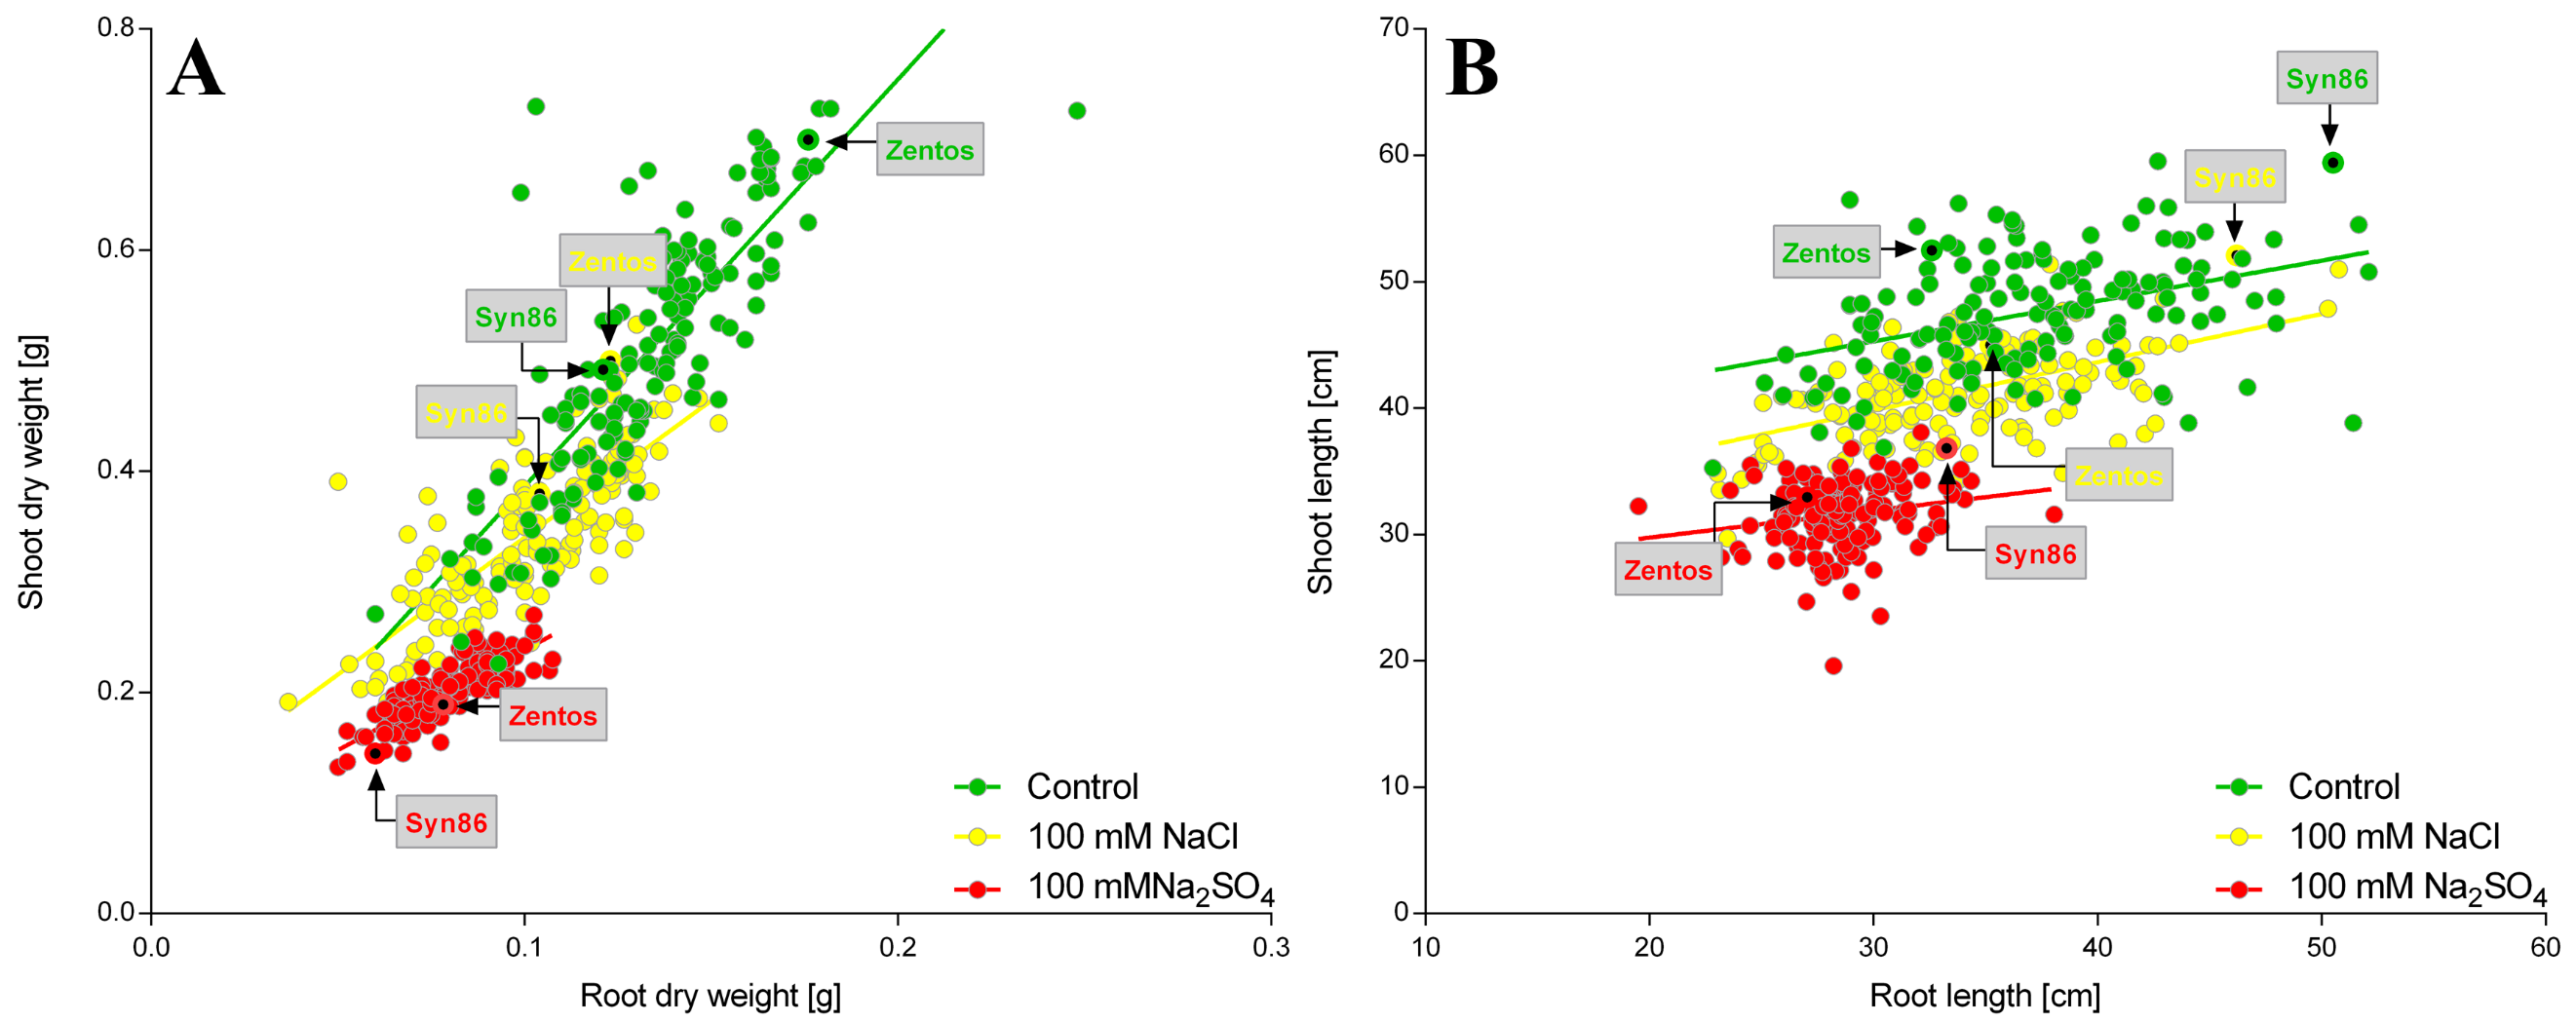 A
0.8
0.6
0.4
0.2
0.0
0.0
0.1
0.2
0.3
Shoot dry weight [g]
Root dry weight [g]
Zentos
Zentos
Syn86
Syn86
Zentos
Syn86
Control
100 mM NaCl
100 mMNa₂SO₄
B
70
60
50
40
30
20
10
0
10
20
30
40
50
60
Shoot length [cm]
Root length [cm]
Syn86
Syn86
Zentos
Zentos
Zentos
Syn86
Control
100 mM NaCl
100 mM Na₂SO₄